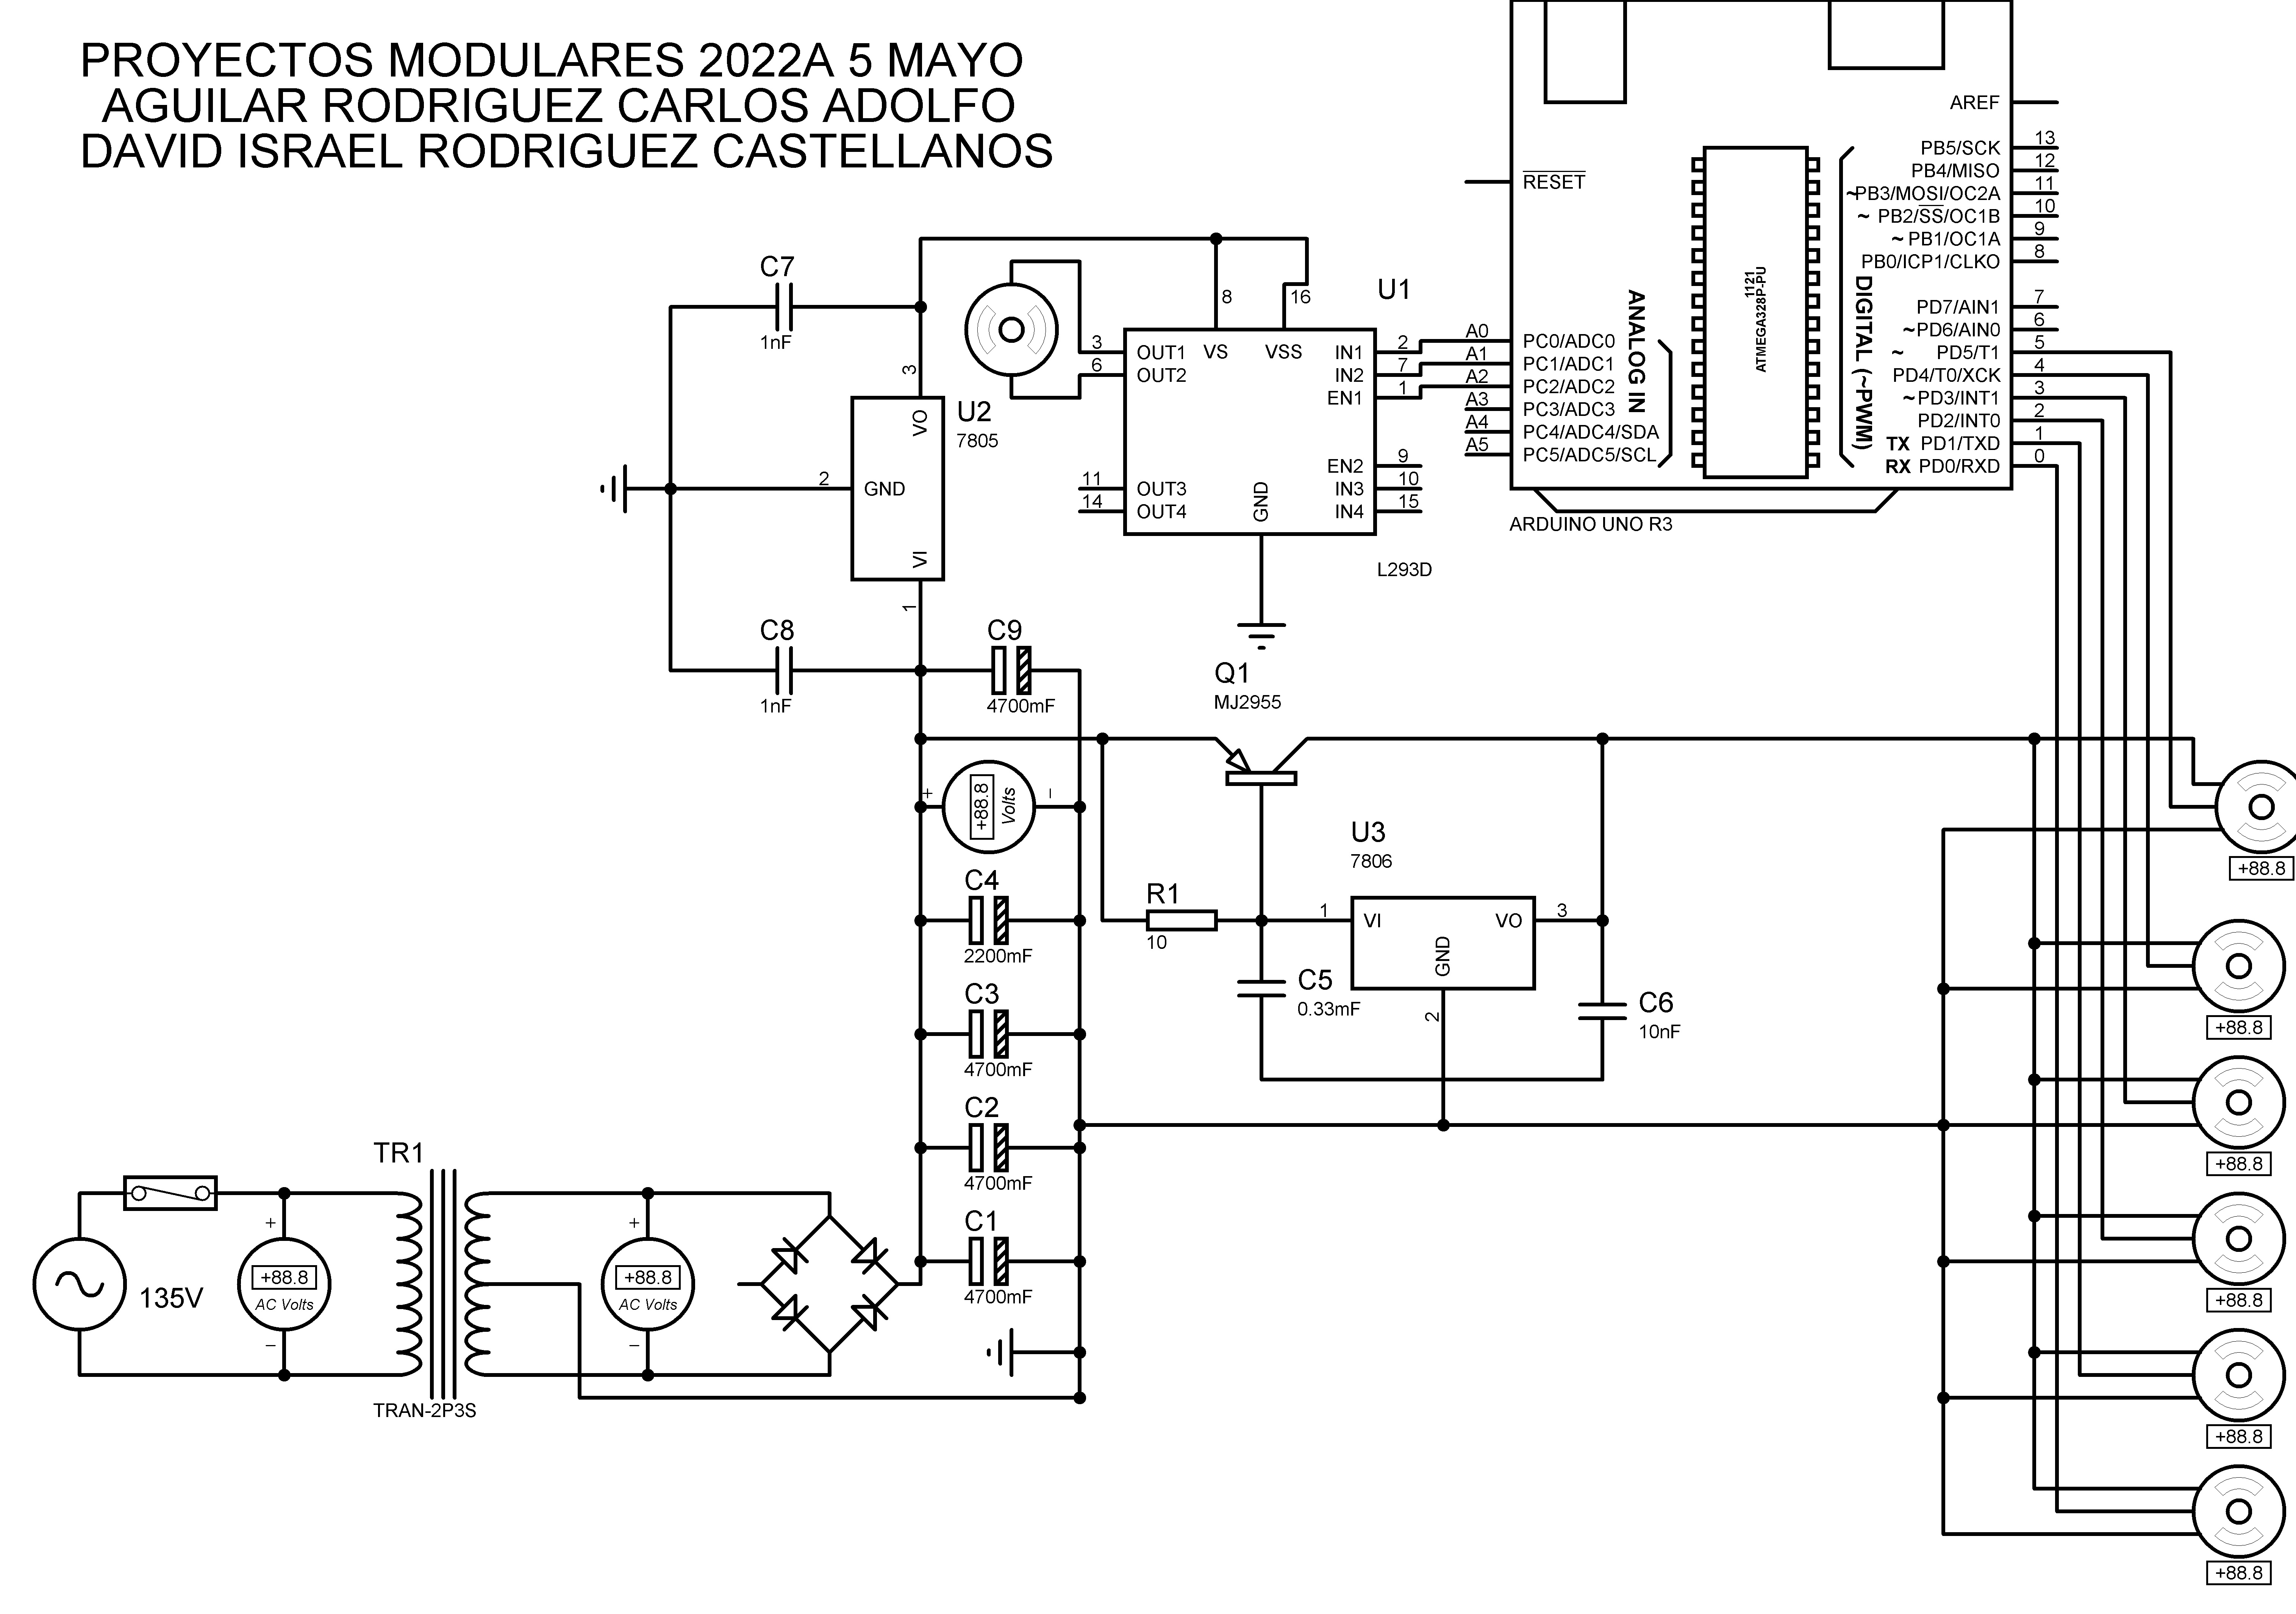 PROYECTOS MODULARES 2022A 5 MAYO
AGUILAR RODRIGUEZ CARLOS ADOLFO
DAVID ISRAEL RODRIGUEZ CASTELLANOS
AREF
PB5/SCK 13
PB4/MISO 12
~PB3/MOSI/OC2A 11
~ PB2/SS/OC1B 10
~ PB1/OC1A 9
PB0/ICP1/CLKO 8
PD7/AIN1 7
~PD6/AIN0 6
~ PD5/T1 5
PD4/T0/XCK 4
~PD3/INT1 3
PD2/INT0 2
TX PD1/TXD 1
RX PD0/RXD 0
DIGITAL (~PWM)
1121
ATMEGA328P-PU
ANALOG IN
RESET
A0 PC0/ADC0
A1 PC1/ADC1
A2 PC2/ADC2
A3 PC3/ADC3
A4 PC4/ADC4/SDA
A5 PC5/ADC5/SCL
ARDUINO UNO R3
C7
1nF
U2
7805
3
VO
2
GND
VI
1
C8
1nF
C9
4700mF
U1
8
16
VS
VSS
3 OUT1
6 OUT2
IN1 2
IN2 7
EN1 1
EN2 9
IN3 10
IN4 15
11 OUT3
14 OUT4
GND
L293D
Q1
MJ2955
+
+88.8
Volts
–
U3
7806
R1
10
1
VI
VO
3
GND
2
C5
0.33mF
C6
10nF
C4
2200mF
C3
4700mF
C2
4700mF
C1
4700mF
TR1
TRAN-2P3S
135V
+
+88.8
AC Volts
–
+
+88.8
AC Volts
–
+88.8
+88.8
+88.8
+88.8
+88.8
+88.8